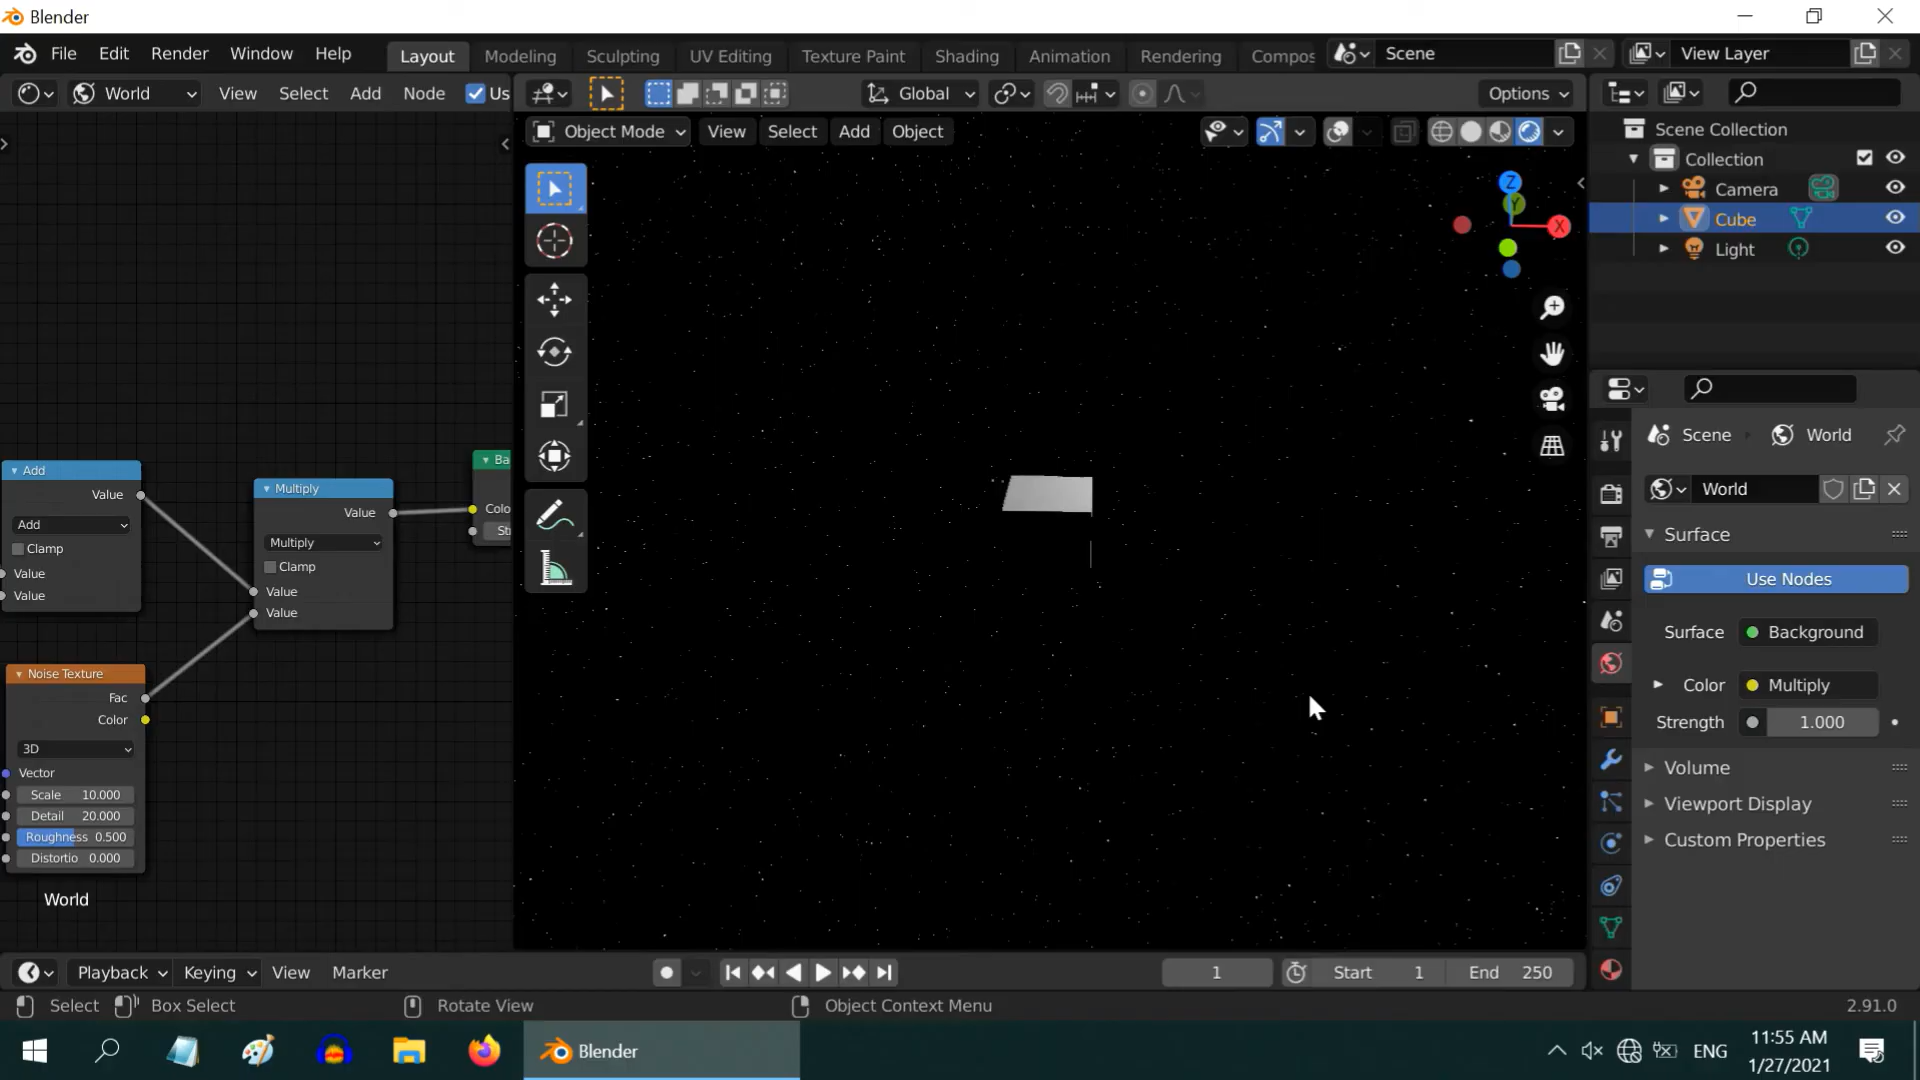 Blender
File Edit Render Window Help
Layout Modeling Sculpting UV Editing Texture Paint Shading Animation Rendering Compos
Scene
View Layer
World View Select Add Node Us
Global
Options
Object Mode View Select Add Object
Z
Y
X
Scene Collection
Collection
Camera
Cube
Light
Scene World
World
Surface
Use Nodes
Surface Background
Color Multiply
Strength 1.000
Volume
Viewport Display
Custom Properties
Add
Value
Add
Clamp
Value
Value
Multiply
Value
Multiply
Clamp
Value
Value
Ba
Colo
St
Noise Texture
Fac
Color
3D
Vector
Scale 10.000
Detail 20.000
Roughness 0.500
Distortio 0.000
World
Playback Keying View Marker
1
Start 1
End 250
Select Box Select Rotate View Object Context Menu 2.91.0
Blender
ENG
11:55 AM
1/27/2021